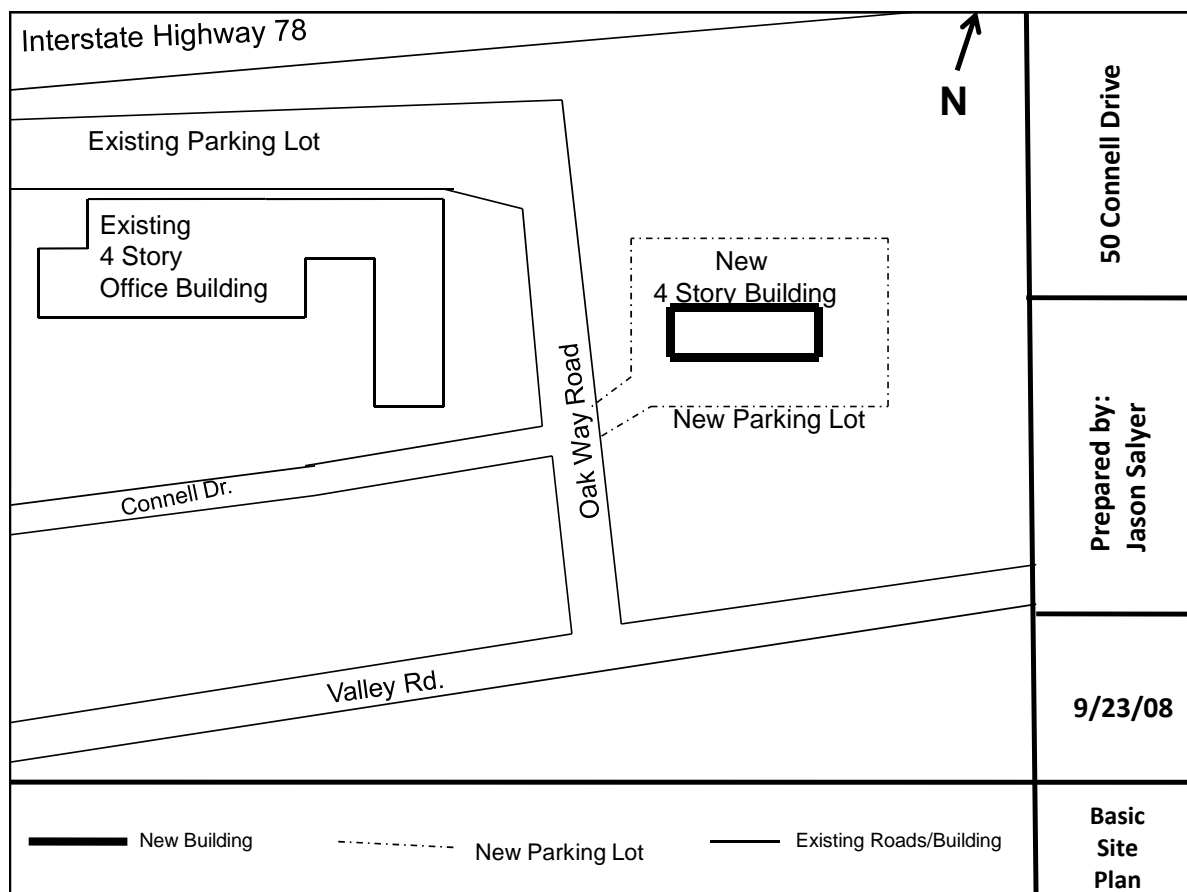 Interstate Highway 78
N
Existing Parking Lot
Existing
4 Story
Office Building
New
4 Story Building
New Parking Lot
Oak Way Road
Connell Dr.
Valley Rd.
50 Connell Drive
Prepared by:
Jason Salyer
9/23/08
Basic
Site
Plan
New Building
New Parking Lot
Existing Roads/Building